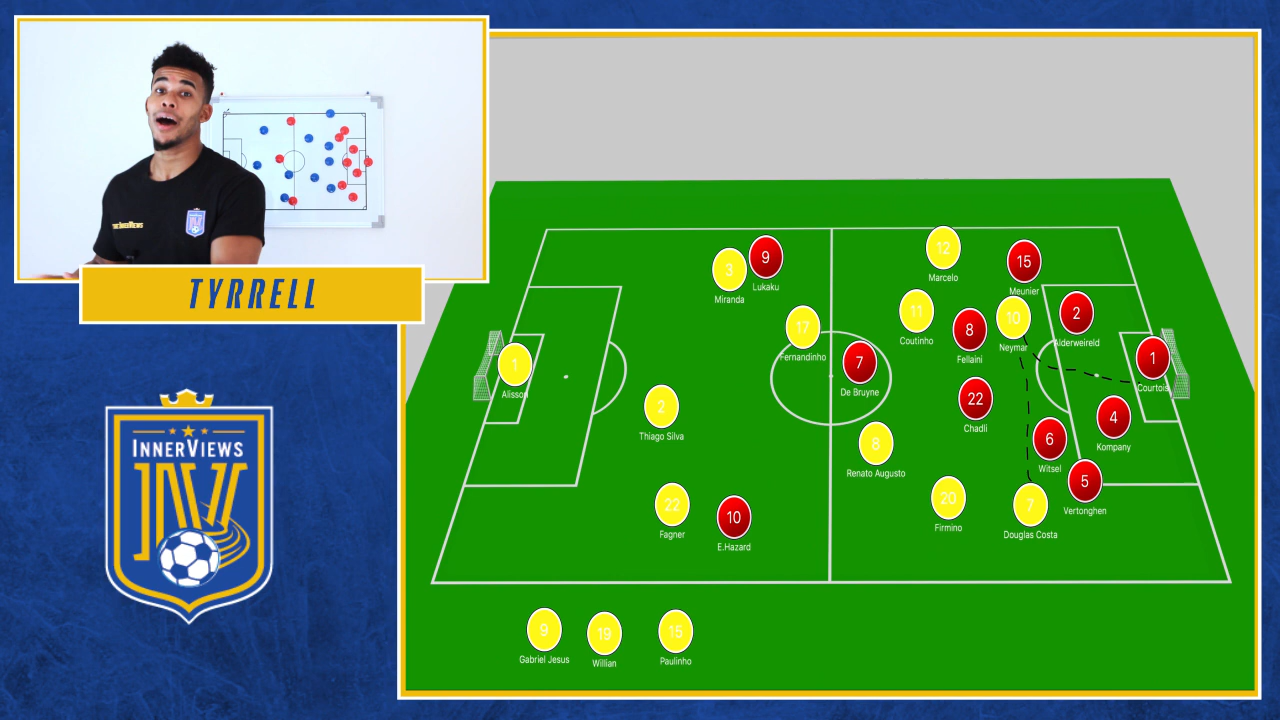 THE INNERVIEWS
TYRRELL
INNERVIEWS
IV
12
Marcelo
9
Lukaku
15
Meunier
3
Miranda
11
Coutinho
2
Alderweireld
10
Neymar
17
Fernandinho
8
Fellaini
1
Alisson
7
De Bruyne
1
Courtois
2
Thiago Silva
22
Chadli
4
Kompany
8
Renato Augusto
6
Witsel
5
Vertonghen
22
Fagner
10
E.Hazard
20
Firmino
7
Douglas Costa
9
Gabriel Jesus
19
Willian
15
Paulinho